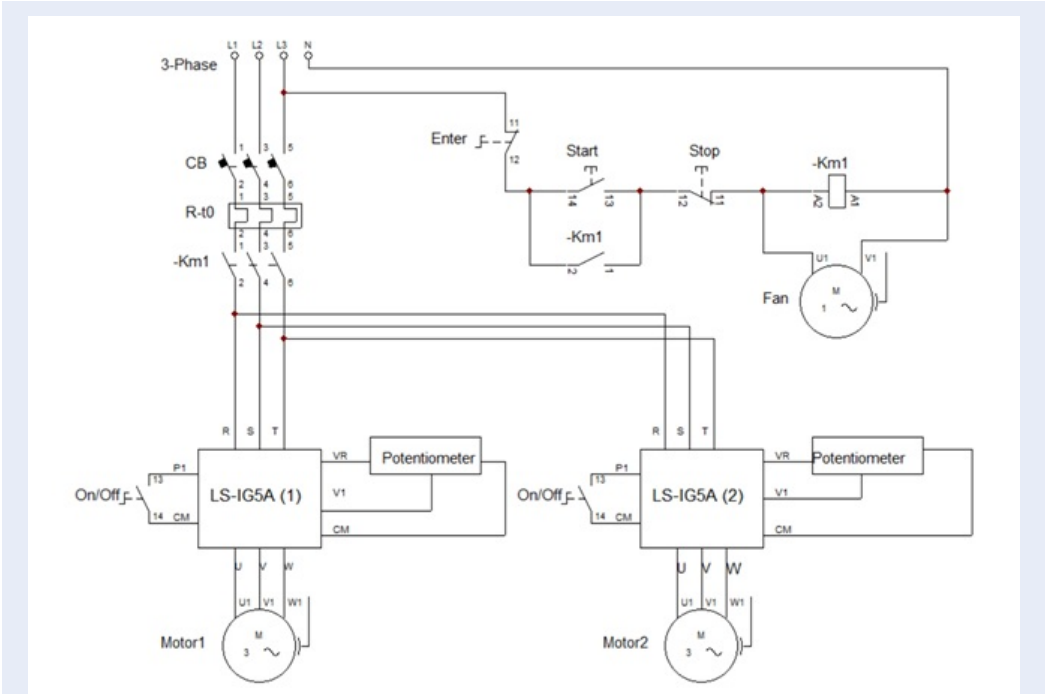 L1 L2 L3 N
3-Phase
11
Enter
12
Start
Stop
-Km1
14 13
12 11
A2 A1
-Km1
2 1
U1 V1
M
1
Fan
1 3 5
CB
2 4 6
1 3 5
R-t0
2 4 6
1 3 5
-Km1
2 4 6
R S T
P1
13
On/Off
14 CM
LS-IG5A (1)
VR
Potentiometer
V1
CM
U V W
U1 V1 W1
M
3
Motor1
R S T
P1
13
On/Off
14 CM
LS-IG5A (2)
VR
Potentiometer
V1
CM
U V W
U1 V1 W1
M
3
Motor2